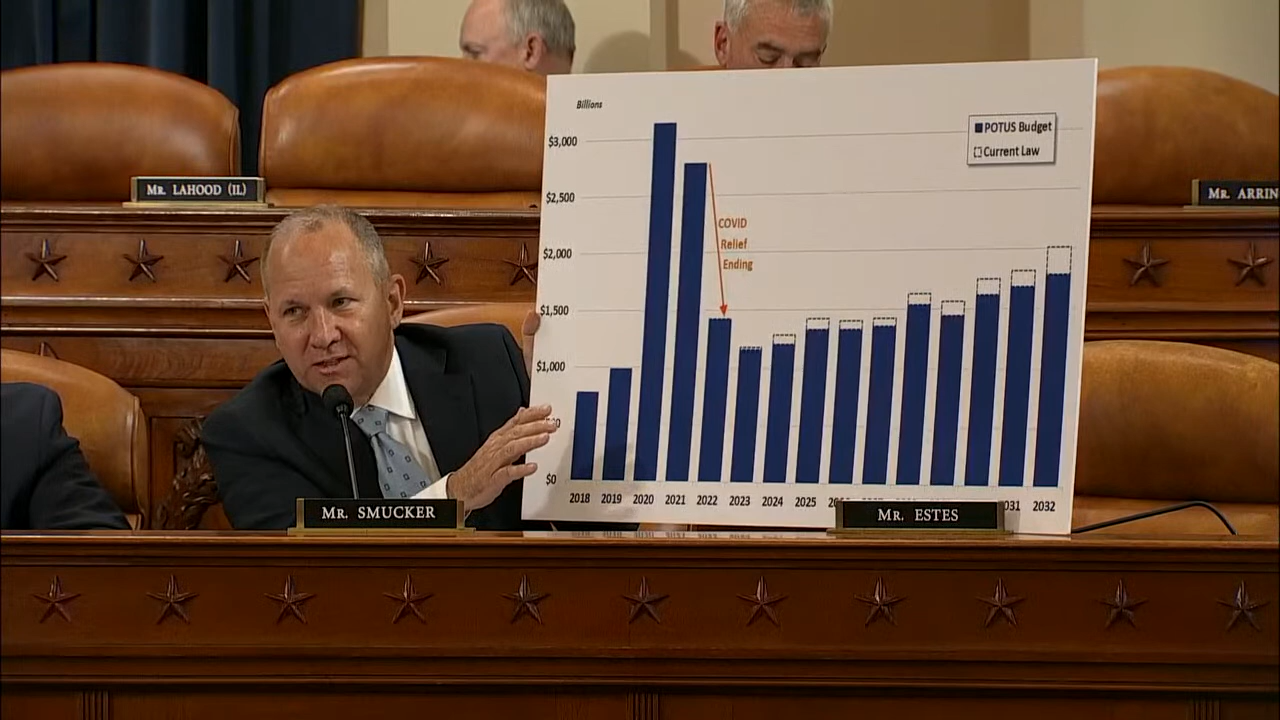 Billions
$3,000
$2,500
$2,000
$1,500
$1,000
$0
POTUS Budget
Current Law
COVID
Relief
Ending
2018 2019 2020 2021 2022 2023 2024 2025 2032
MR. LAHOOD (IL)
MR. ARRIN
MR. SMUCKER
MR. ESTES